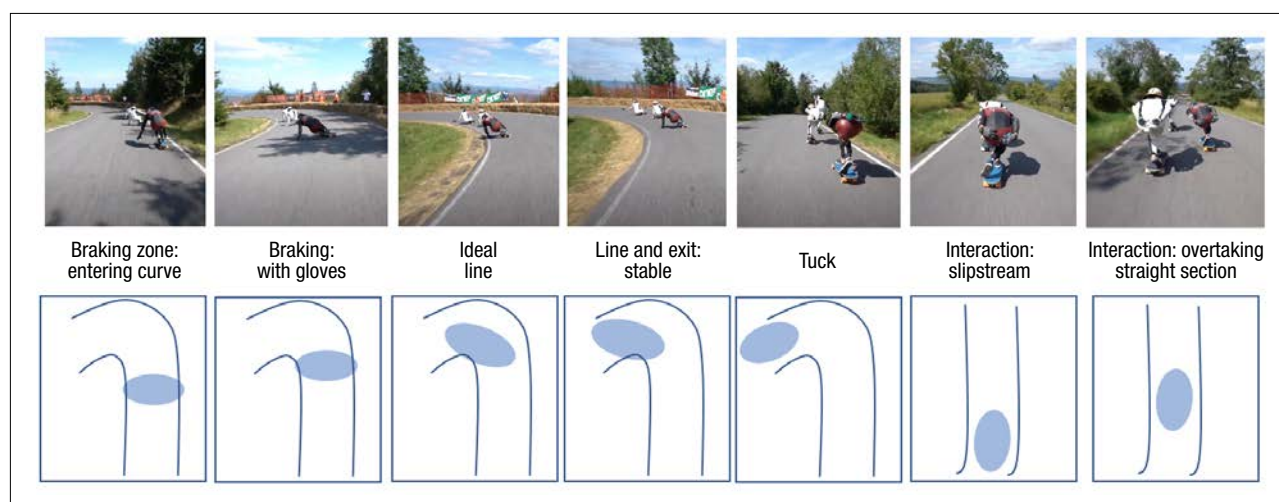 Braking zone:
entering curve
Braking:
with gloves
Ideal
line
Line and exit:
stable
Tuck
Interaction:
slipstream
Interaction: overtaking
straight section